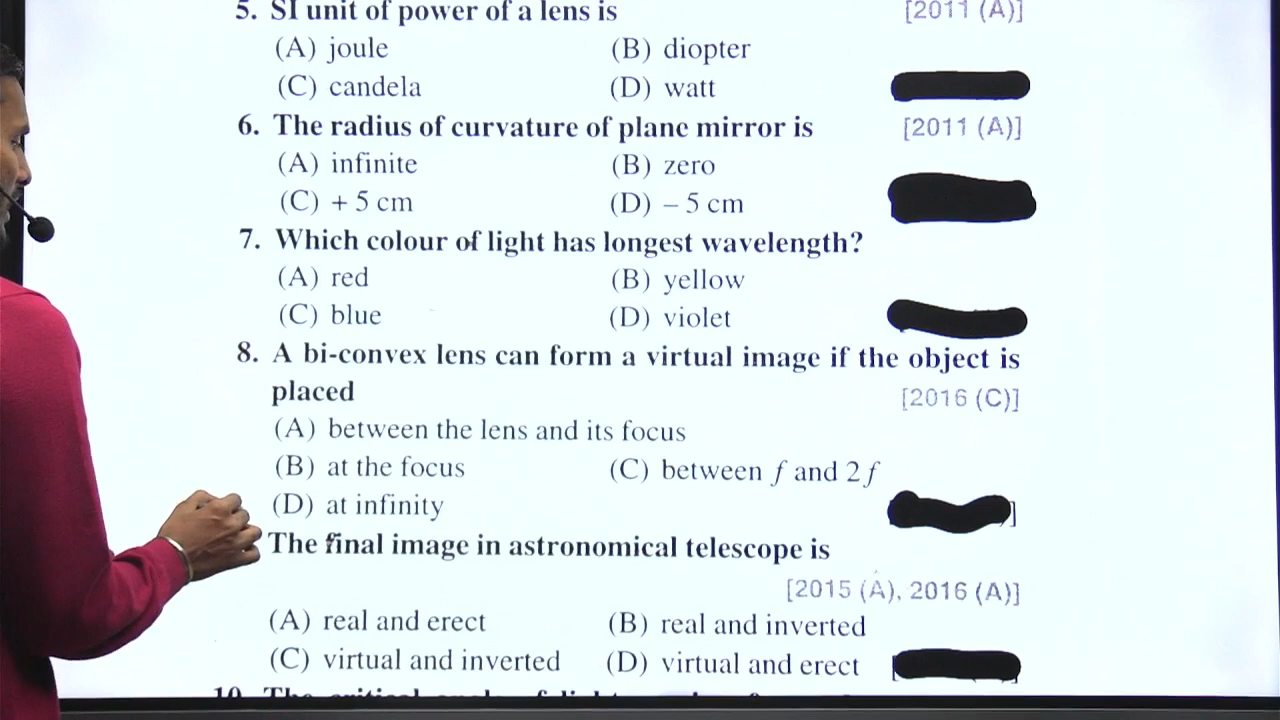 5. SI unit of power of a lens is [2011 (A)]
(A) joule (B) diopter
(C) candela (D) watt
6. The radius of curvature of plane mirror is [2011 (A)]
(A) infinite (B) zero
(C) + 5 cm (D) – 5 cm
7. Which colour of light has longest wavelength?
(A) red (B) yellow
(C) blue (D) violet
8. A bi-convex lens can form a virtual image if the object is
placed [2016 (C)]
(A) between the lens and its focus
(B) at the focus (C) between f and 2f
(D) at infinity ]
The final image in astronomical telescope is
[2015 (A), 2016 (A)]
(A) real and erect (B) real and inverted
(C) virtual and inverted (D) virtual and erect [
10. The critical